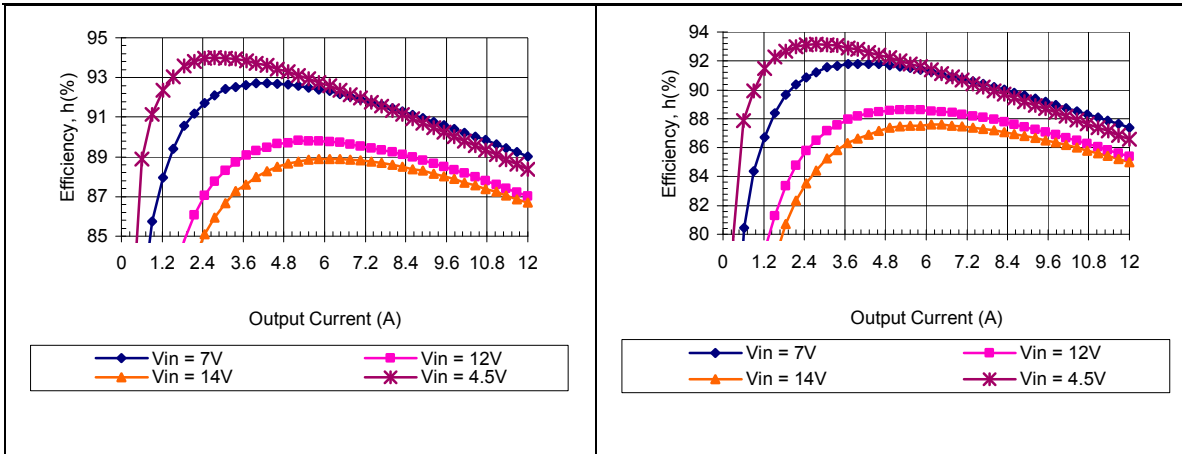 95
93
91
89
87
85
Efficiency, h(%)
0 1.2 2.4 3.6 4.8 6 7.2 8.4 9.6 10.8 12
Output Current (A)
Vin = 7V Vin = 12V
Vin = 14V Vin = 4.5V
94
92
90
88
86
84
82
80
Efficiency, h(%)
0 1.2 2.4 3.6 4.8 6 7.2 8.4 9.6 10.8 12
Output Current (A)
Vin = 7V Vin = 12V
Vin = 14V Vin = 4.5V